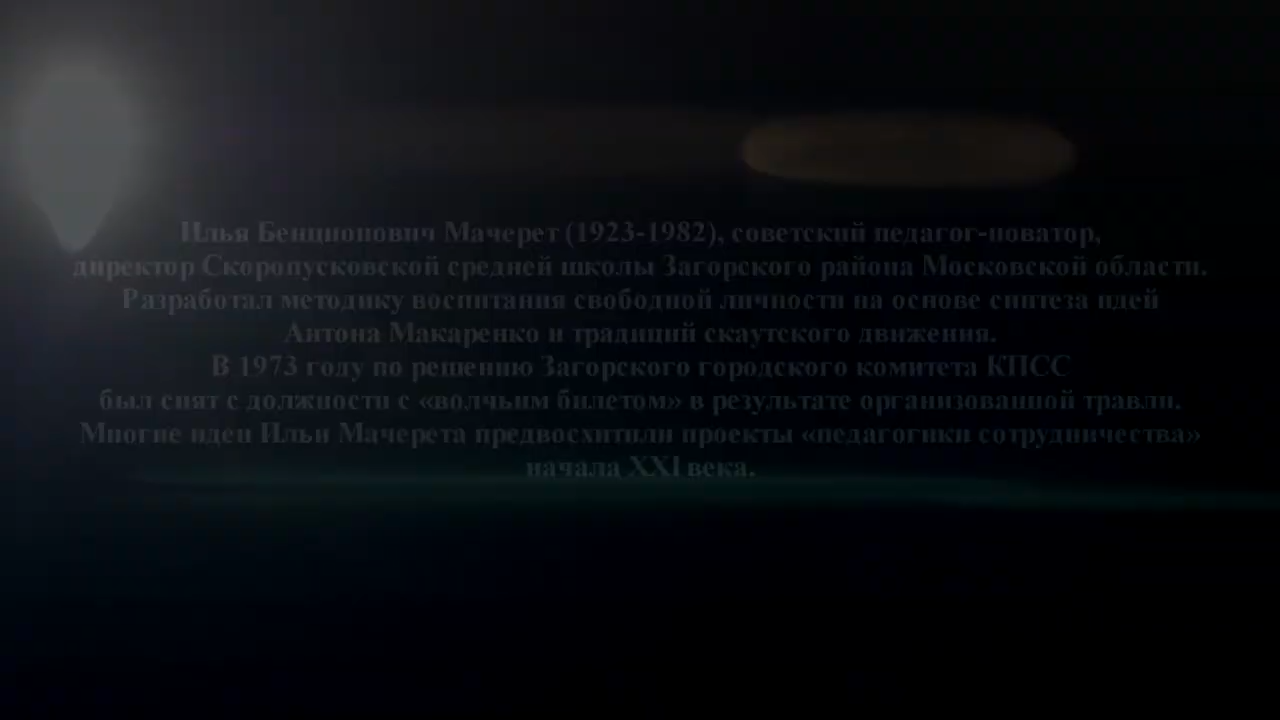 Илья Бенционович Мачерет (1923-1982), советский педагог-новатор,
директор Скоропусковской средней школы Загорского района Московской области.
Разработал методику воспитания свободной личности на основе синтеза идей
Антона Макаренко и традиций скаутского движения.
В 1973 году по решению Загорского городского комитета КПСС
был снят с должности с «волчьим билетом» в результате организованной травли.
Многие идеи Ильи Мачерета предвосхитили проекты «педагогики сотрудничества»
начала XXI века.